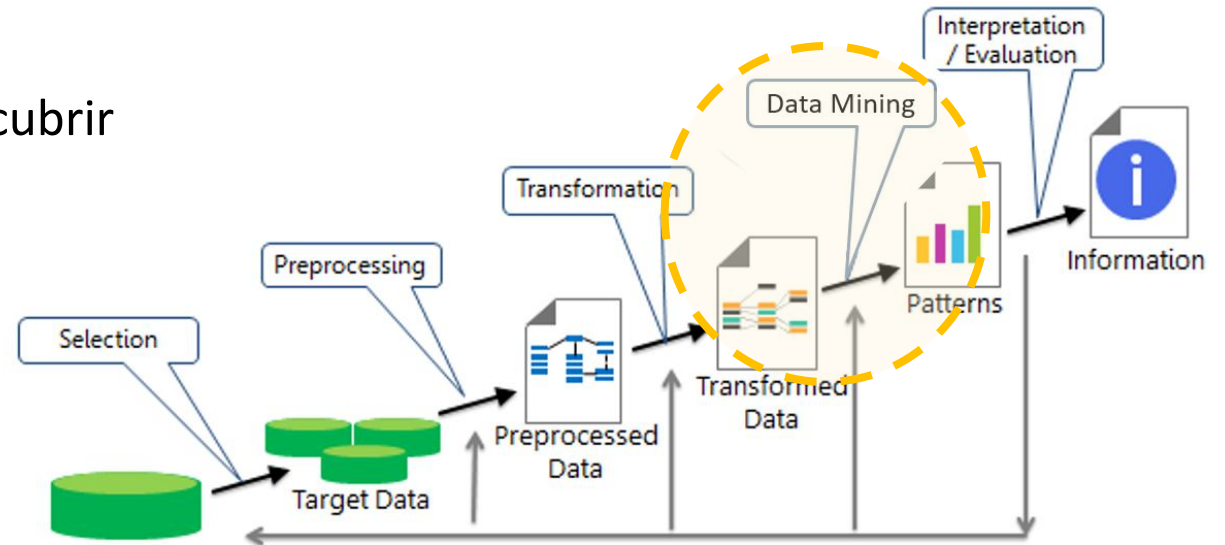 Interpretation
/ Evaluation
Data Mining
cubrir
Transformation
Preprocessing
Selection
Information
Patterns
Transformed
Data
Preprocessed
Data
Target Data
i